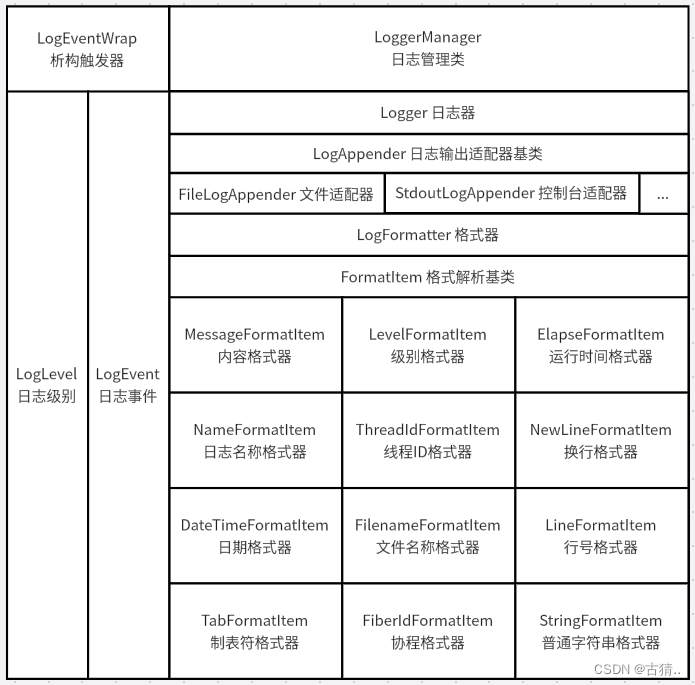 LogEventWrap
析构触发器
LoggerManager
日志管理类
Logger 日志器
LogAppender 日志输出适配器基类
FileLogAppender 文件适配器
StdoutLogAppender 控制台适配器
...
LogFormatter 格式器
FormatItem 格式解析基类
LogLevel
日志级别
LogEvent
日志事件
MessageFormatItem
内容格式器
LevelFormatItem
级别格式器
ElapseFormatItem
运行时间格式器
NameFormatItem
日志名称格式器
ThreadIdFormatItem
线程ID格式器
NewLineFormatItem
换行格式器
DateTimeFormatItem
日期格式器
FilenameFormatItem
文件名称格式器
LineFormatItem
行号格式器
TabFormatItem
制表符格式器
FiberIdFormatItem
协程格式器
StringFormatItem
普通字符串格式器
CSDN @古猜..